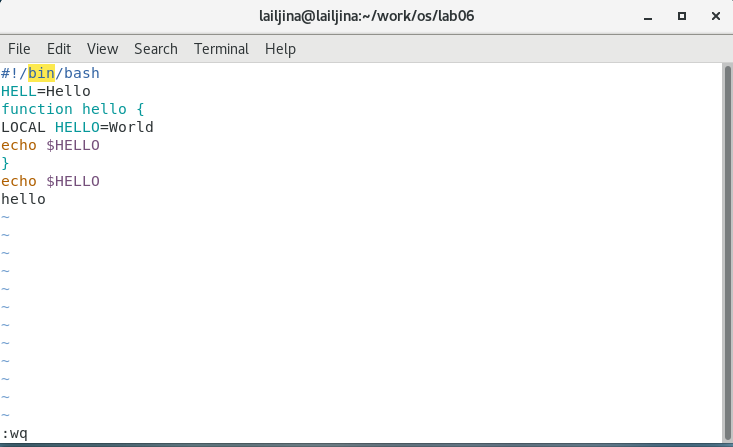 lailjina@lailjina:~/work/os/lab06
File Edit View Search Terminal Help
#!/bin/bash
HELL=Hello
function hello {
LOCAL HELLO=World
echo $HELLO
}
echo $HELLO
hello
~
~
~
~
~
~
~
~
~
~
~
~
:wq